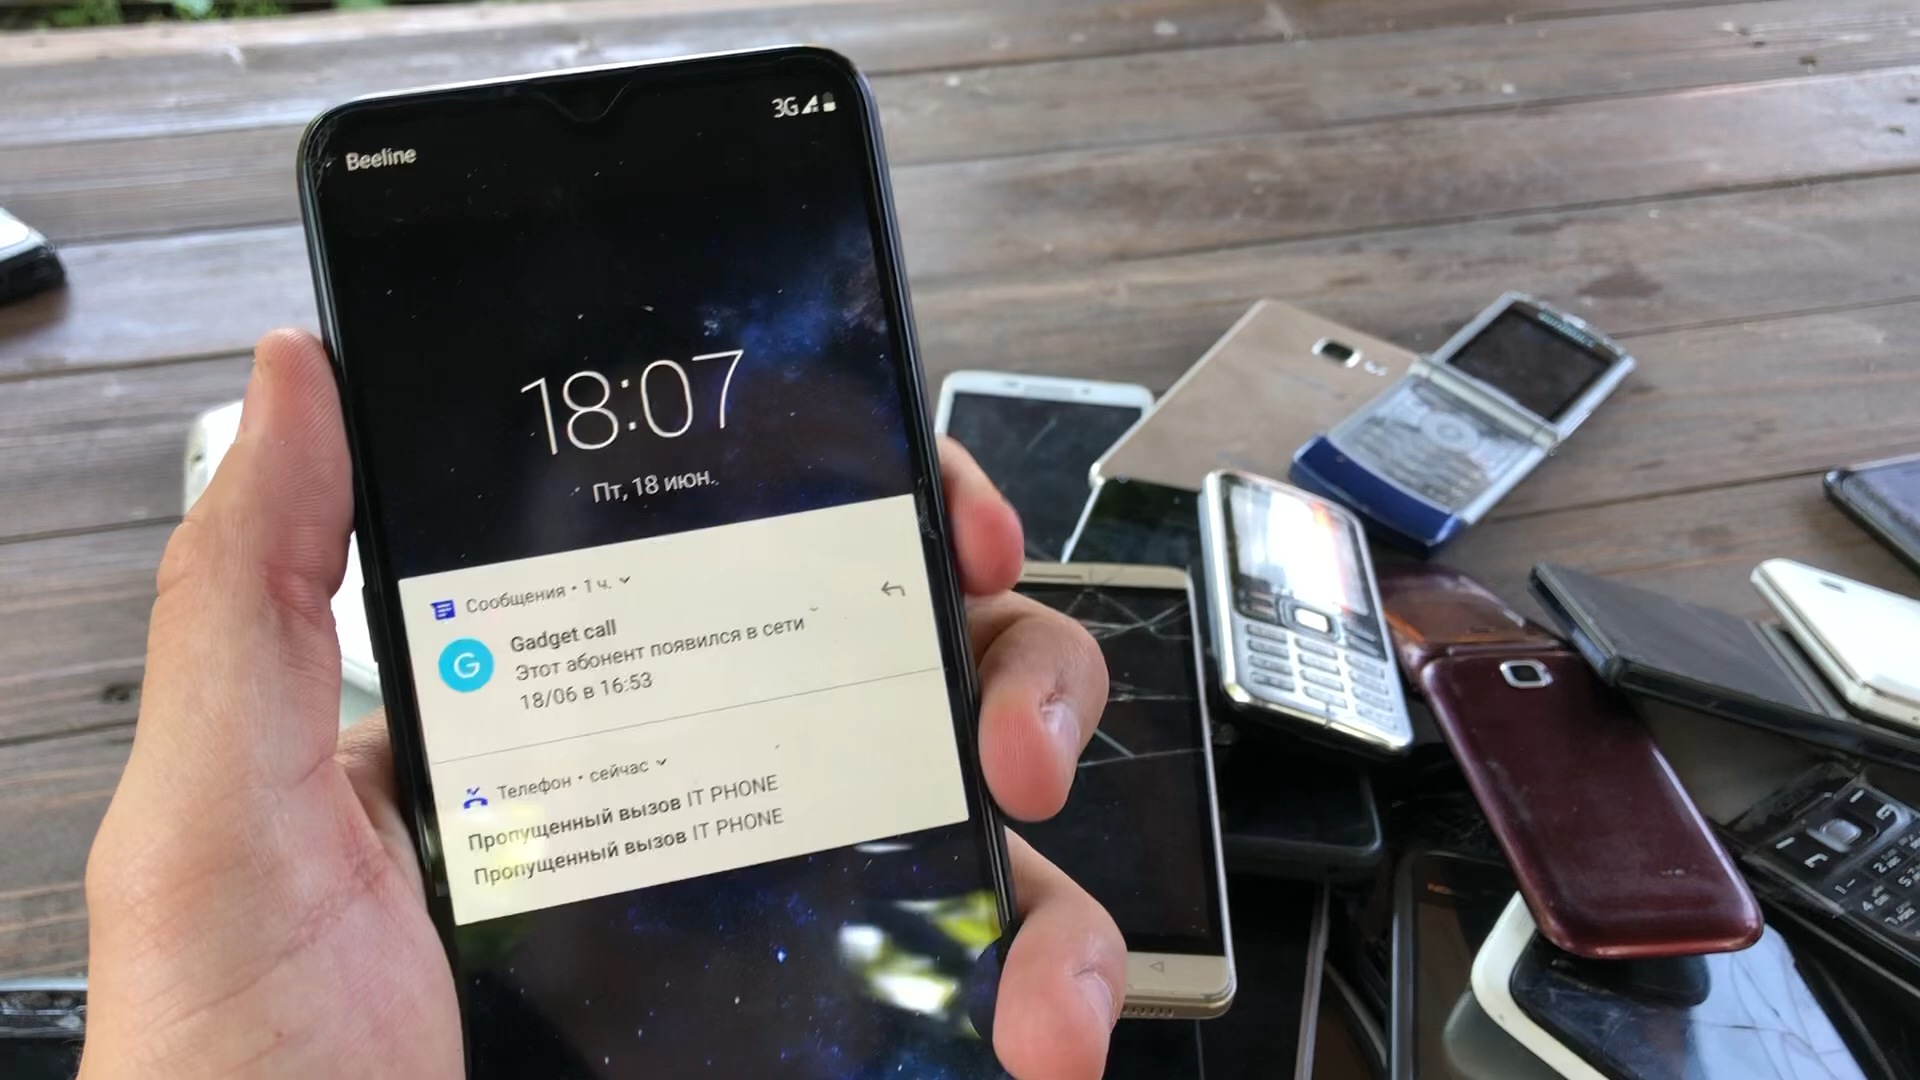 3G
Beeline
18:07
Пт, 18 июн.
Сообщения • 1 ч.
Gadget call
Этот абонент появился в сети
18/06 в 16:53
G
Телефон • сейчас
Пропущенный вызов IT PHONE
Пропущенный вызов IT PHONE